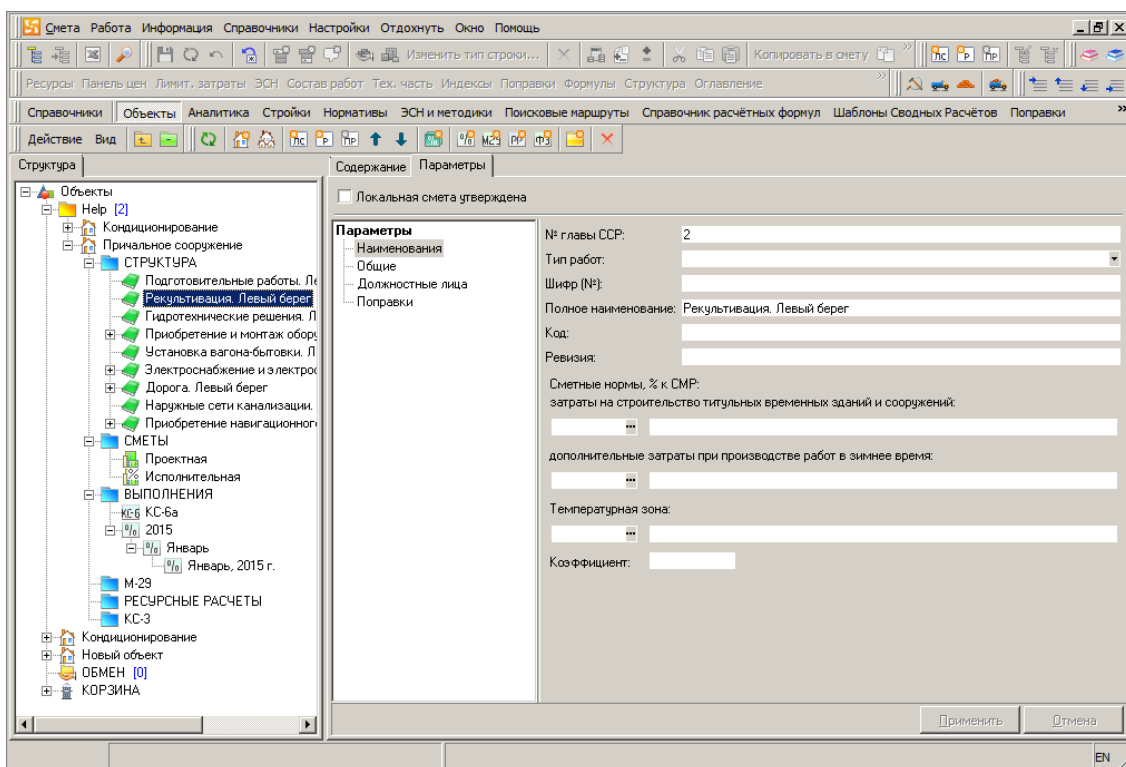 Смета Работа Информация Справочники Настройки Отдохнуть Окно Помощь
Изменить тип строки... Копировать в смету
Ресурсы Панель цен Лимит. затраты ЭСН Состав работ Тех. часть Индексы Поправки Формулы Структура Оглавление
Справочники Объекты Аналитика Стройки Нормативы ЭСН и методики Поисковые маршруты Справочник расчётных формул Шаблоны Сводных Расчётов Поправки
Действие Вид
Структура
Содержание Параметры
Объекты
Help [2]
Кондиционирование
Причальное сооружение
СТРУКТУРА
Подготовительные работы. Ле
Рекультивация. Левый берег
Гидротехнические решения. Л
Приобретение и монтаж обору
Установка вагона-бытовки. Л
Электроснабжение и электрос
Дорога. Левый берег
Наружные сети канализации.
Приобретение навигационного
СМЕТЫ
Проектная
Исполнительная
ВЫПОЛНЕНИЯ
КС-6 КС-6а
2015
Январь
Январь, 2015 г.
М-29
РЕСУРСНЫЕ РАСЧЕТЫ
КС-3
Кондиционирование
Новый объект
ОБМЕН [0]
КОРЗИНА
Локальная смета утверждена
Параметры
Наименования
Общие
Должностные лица
Поправки
№ главы ССР: 2
Тип работ:
Шифр (№):
Полное наименование: Рекультивация. Левый берег
Код:
Ревизия:
Сметные нормы, % к СМР:
затраты на строительство титульных временных зданий и сооружений:
дополнительные затраты при производстве работ в зимнее время:
Температурная зона:
Коэффициент:
Применить Отмена
EN